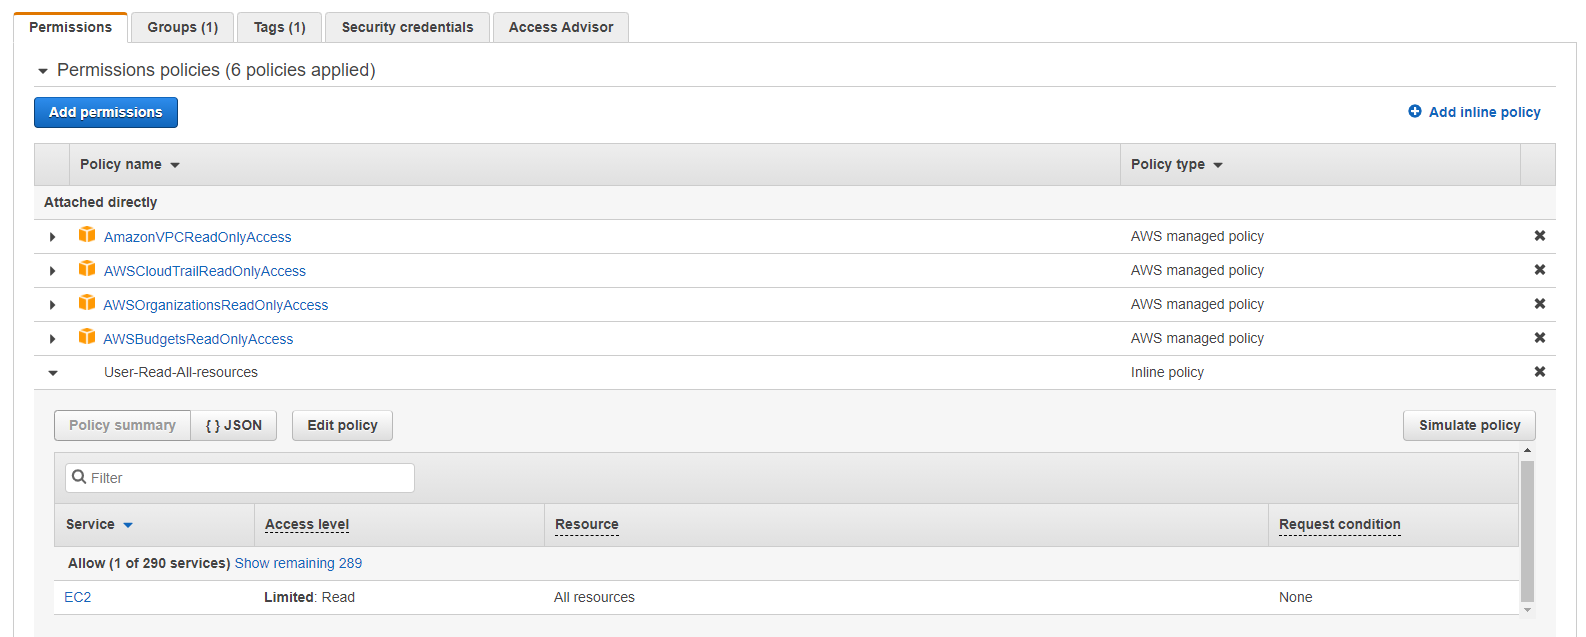 Permissions Groups (1) Tags (1) Security credentials Access Advisor
Permissions policies (6 policies applied)
Add permissions Add inline policy
Policy name Policy type
Attached directly
AmazonVPCReadOnlyAccess AWS managed policy
AWSCloudTrailReadOnlyAccess AWS managed policy
AWSOrganizationsReadOnlyAccess AWS managed policy
AWSBudgetsReadOnlyAccess AWS managed policy
User-Read-All-resources Inline policy
Policy summary { } JSON Edit policy Simulate policy
Filter
Service Access level Resource Request condition
Allow (1 of 290 services) Show remaining 289
EC2 Limited: Read All resources None